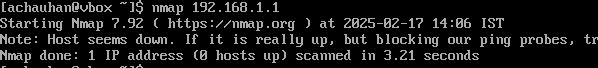 [achauhan@vbox ~]$ nmap 192.168.1.1
Starting Nmap 7.92 ( https://nmap.org ) at 2025-02-17 14:06 IST
Note: Host seems down. If it is really up, but blocking our ping probes, tr
Nmap done: 1 IP address (0 hosts up) scanned in 3.21 seconds
[achauhan@vbox ~]$